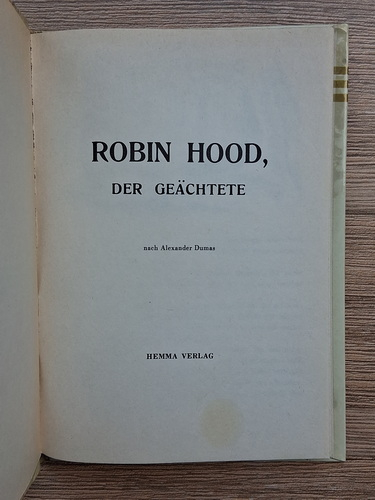 ROBIN HOOD,
DER GEÄCHTETE
nach Alexander Dumas
HEMMA VERLAG